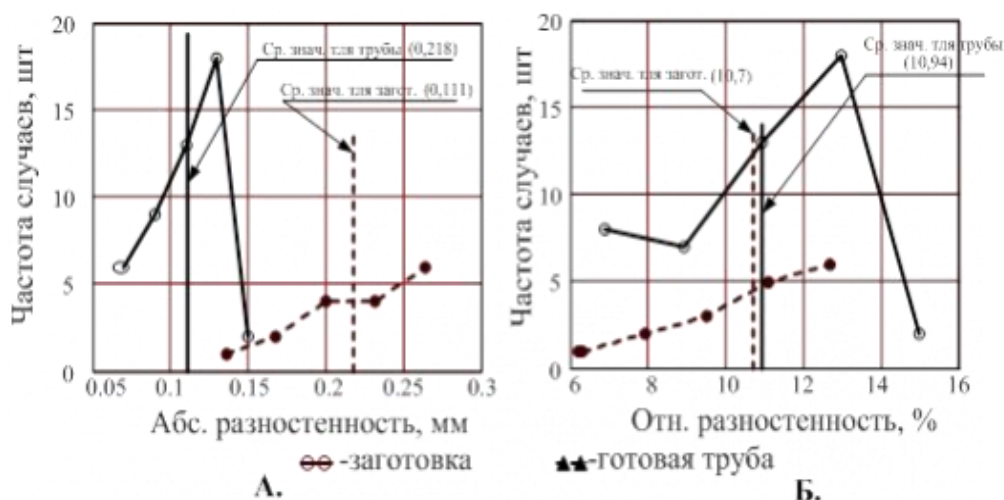 20
15
10
5
0
Частота случаев, шт
Ср. знач. тля трубы (0,218)
Ср. знач. тля загот. (0,111)
0.05
0.1
0.15
0.2
0.25
0.3
Абс. разностенность, мм
-заготовка
А.
20
15
10
5
0
Частота случаев, шт
Ср. знач. тля трубы
(10,94)
Ср. знач. тля загот. (10,7)
6
8
10
12
14
16
Отн. разностенность, %
-готовая труба
Б.